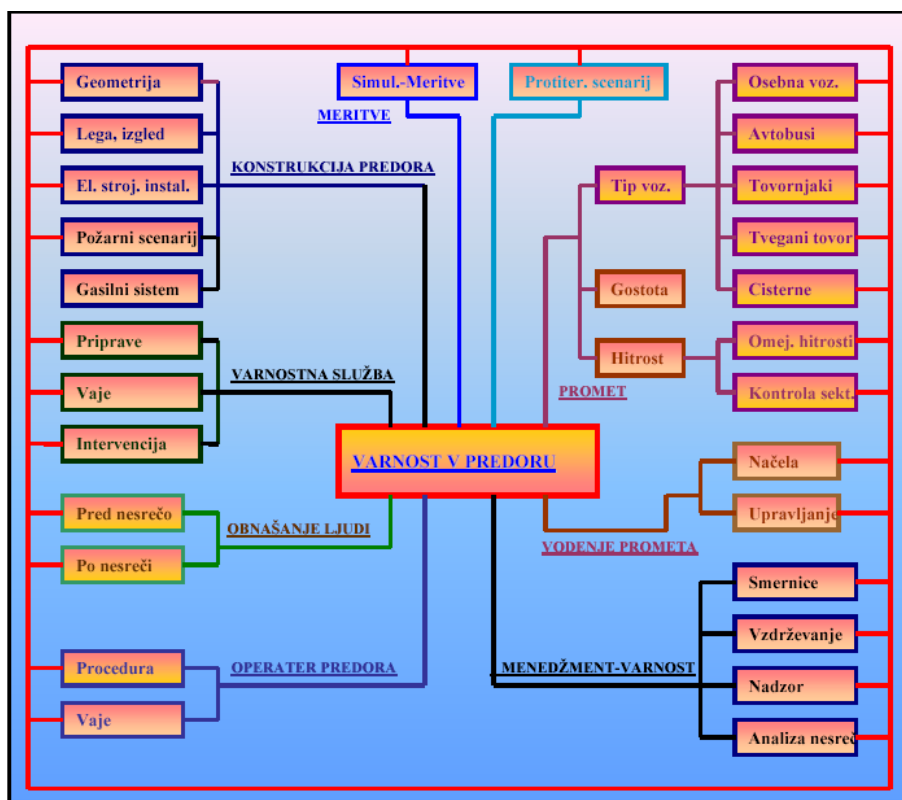 Geometrija
Simul.-Meritve
Protiter. scenarij
Osebna voz.
MERITVE
Lega, izgled
Avtobusi
KONSTRUKCIJA PREDORA
El. stroj. instal.
Tip voz.
Tovornjaki
Požarni scenarij
Tvegani tovor
Gasilni sistem
Gostota
Cisterne
Priprave
Omej. hitrosti
Hitrost
VARNOSTNA SLUŽBA
Vaje
PROMET
Kontrola sekt.
Intervencija
VARNOST V PREDORU
Načela
Pred nesrečo
OBNAŠANJE LJUDI
Upravljanje
VODENJE PROMETA
Po nesreči
Smernice
Vzdrževanje
Procedura
OPERATER PREDORA
MENEDŽMENT-VARNOST
Nadzor
Vaje
Analiza nesreč